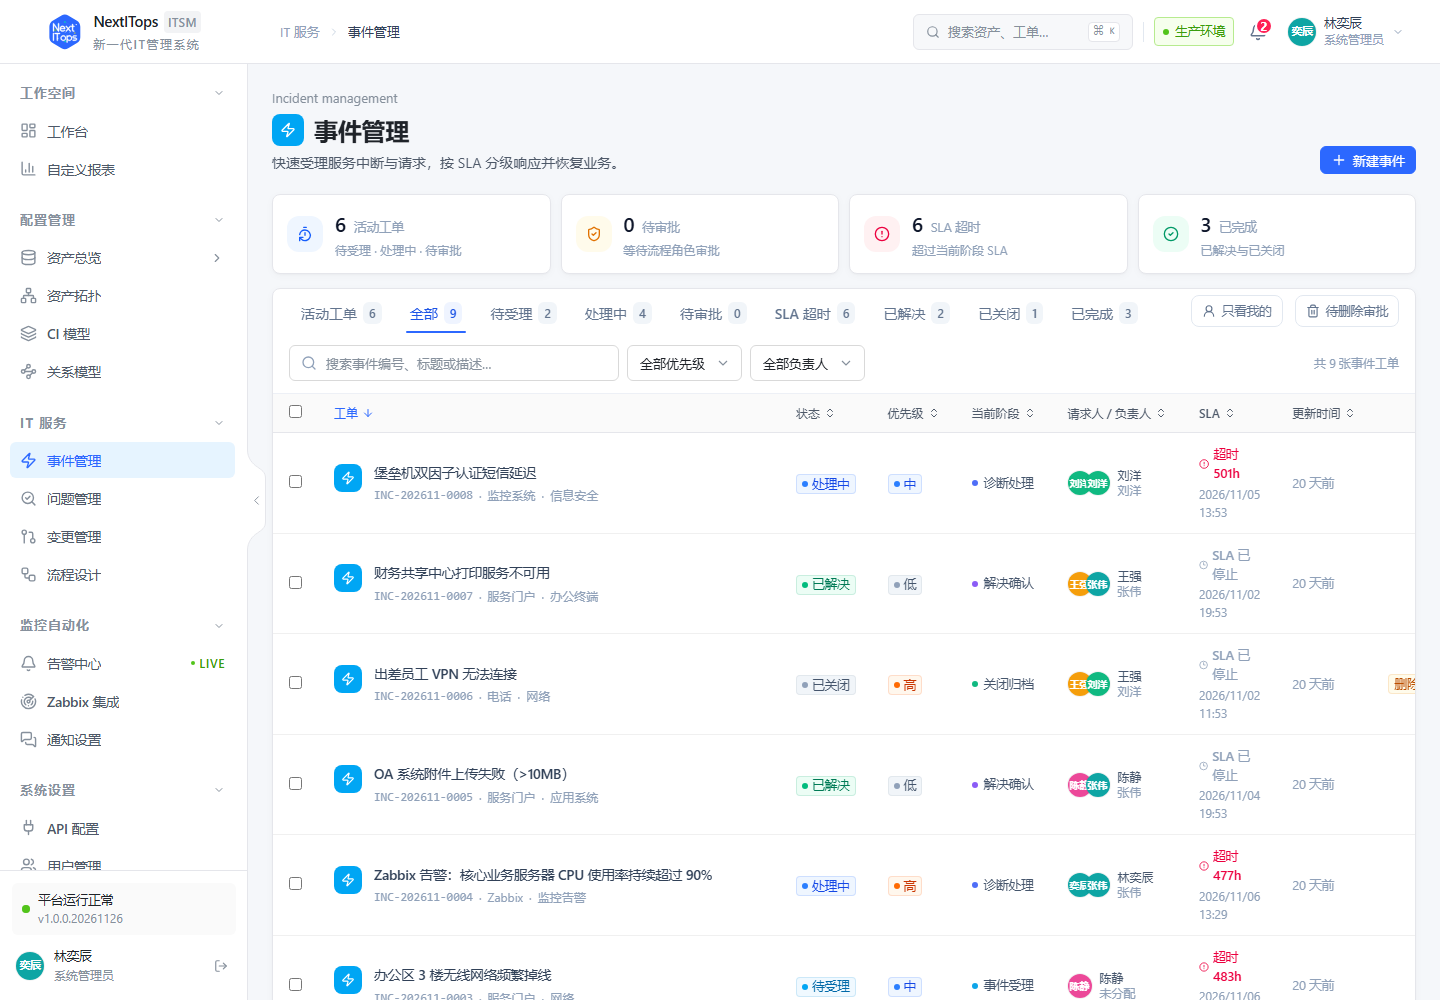 Next
ITops
NextITops ITSM
新一代IT管理系统
IT 服务 事件管理
搜索资产、工单... ⌘ K
生产环境
2
奕辰
林奕辰
系统管理员
工作空间
工作台
自定义报表
配置管理
资产总览
资产拓扑
CI 模型
关系模型
IT 服务
事件管理
问题管理
变更管理
流程设计
监控自动化
告警中心 LIVE
Zabbix 集成
通知设置
系统设置
API 配置
用户管理
平台运行正常
v1.0.0.20261126
奕辰
林奕辰
系统管理员
Incident management
事件管理
快速受理服务中断与请求，按 SLA 分级响应并恢复业务。
新建事件
6 活动工单
待受理 · 处理中 · 待审批
0 待审批
等待流程角色审批
6 SLA 超时
超过当前阶段 SLA
3 已完成
已解决与已关闭
活动工单 6 全部 9 待受理 2 处理中 4 待审批 0 SLA 超时 6 已解决 2 已关闭 1 已完成 3
只看我的 待删除审批
搜索事件编号、标题或描述... 全部优先级 全部负责人 共 9 张事件工单
工单 状态 优先级 当前阶段 请求人 / 负责人 SLA 更新时间
堡垒机双因子认证短信延迟
INC-202611-0008 · 监控系统 · 信息安全
处理中 中 诊断处理
刘洋
刘洋
刘洋
超时
501h
2026/11/05
13:53
20 天前
财务共享中心打印服务不可用
INC-202611-0007 · 服务门户 · 办公终端
已解决 低 解决确认
张伟
王强
张伟
SLA 已
停止
2026/11/02
19:53
20 天前
出差员工 VPN 无法连接
INC-202611-0006 · 电话 · 网络
已关闭 高 关闭归档
刘洋
王强
刘洋
SLA 已
停止
2026/11/02
11:53
20 天前
删除
OA 系统附件上传失败（>10MB）
INC-202611-0005 · 服务门户 · 应用系统
已解决 低 解决确认
张伟
陈静
张伟
SLA 已
停止
2026/11/04
19:53
20 天前
Zabbix 告警：核心业务服务器 CPU 使用率持续超过 90%
INC-202611-0004 · Zabbix · 监控告警
处理中 高 诊断处理
奕辰 张伟
林奕辰
张伟
超时
477h
2026/11/06
13:29
20 天前
办公区 3 楼无线网络频繁掉线
INC-202611-0003 · 服务门户 · 网络
待受理 中 事件受理
陈静
陈静
未分配
超时
483h
2026/11/06
20 天前